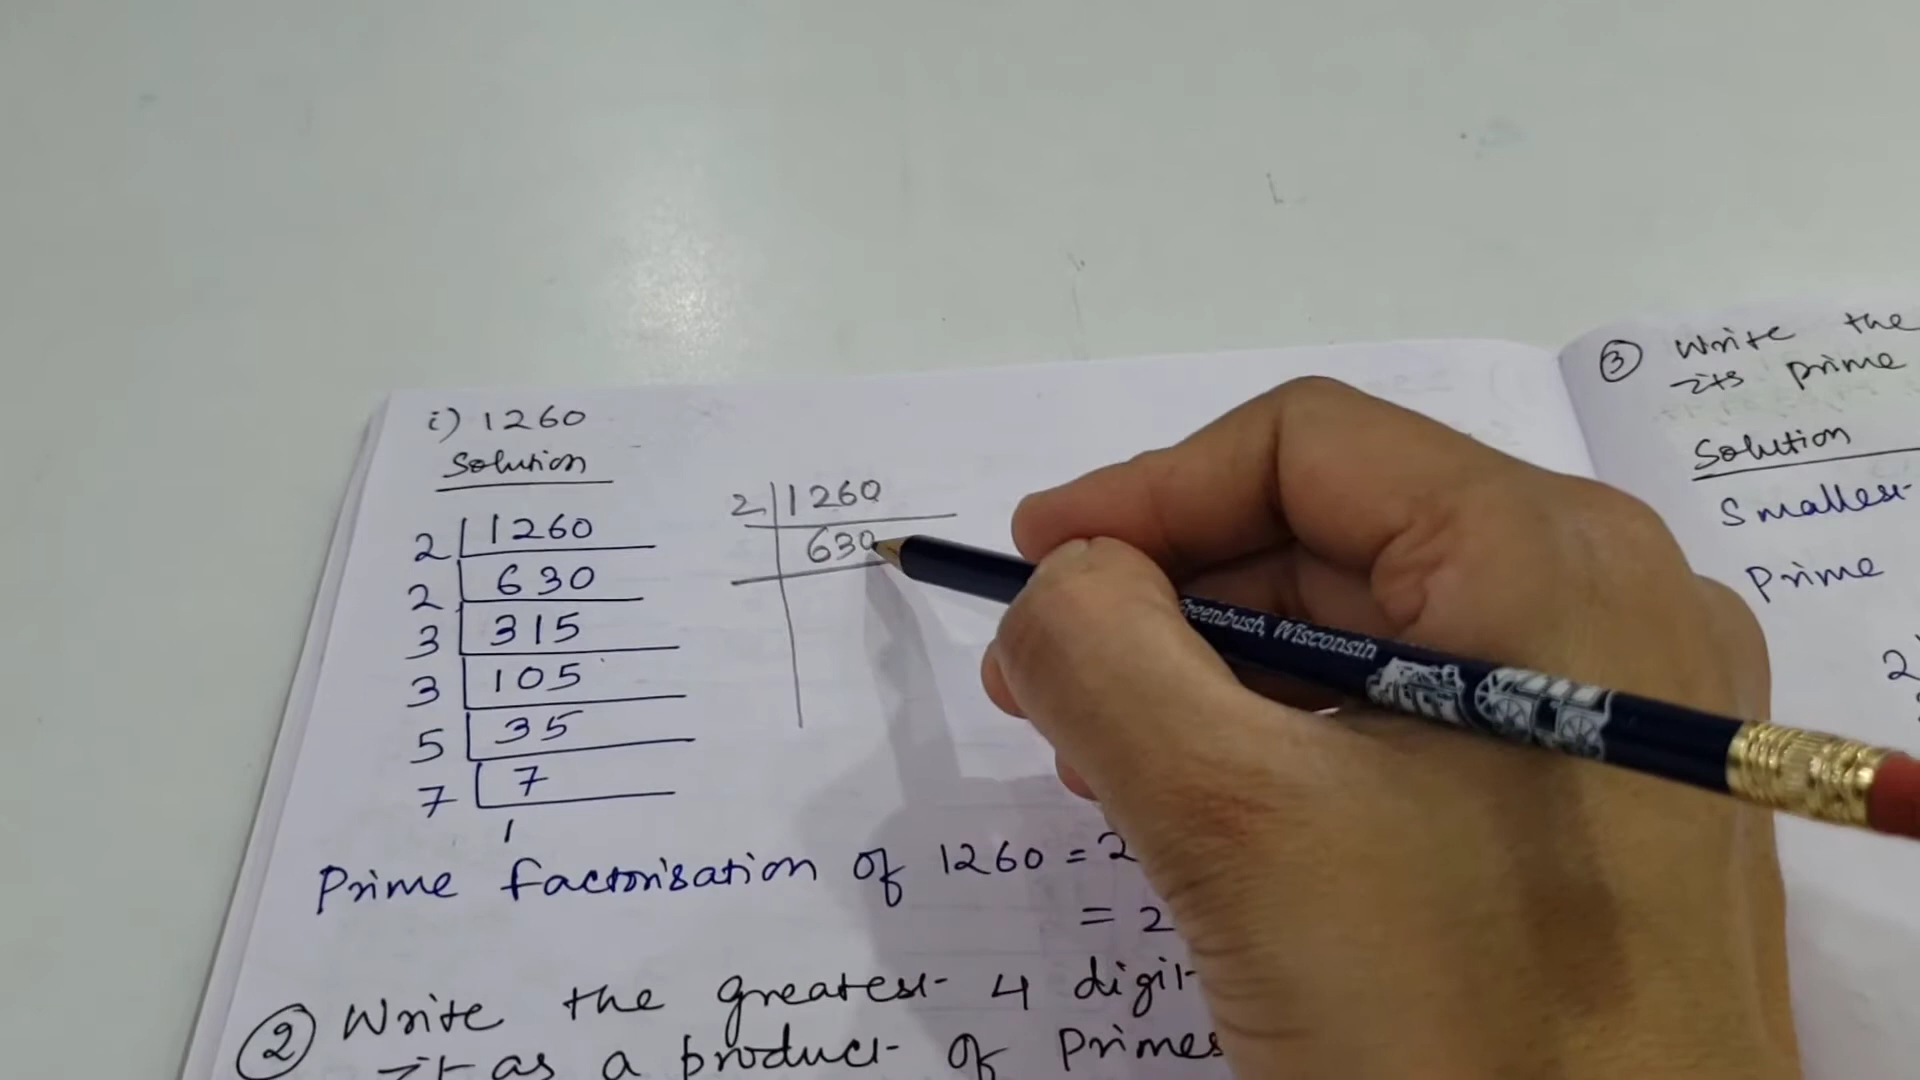 i) 1260
Solution
2 | 1260
2 | 630
3 | 315
3 | 105
5 | 35
7 | 7
1
2 | 1260
630
Greenbush, Wisconsin
Prime factorisation of 1260 = 2
= 2
② Write the greatest 4 digit
it as a product of Primes
③ Write the
its prime
Solution
Smallest
Prime
2